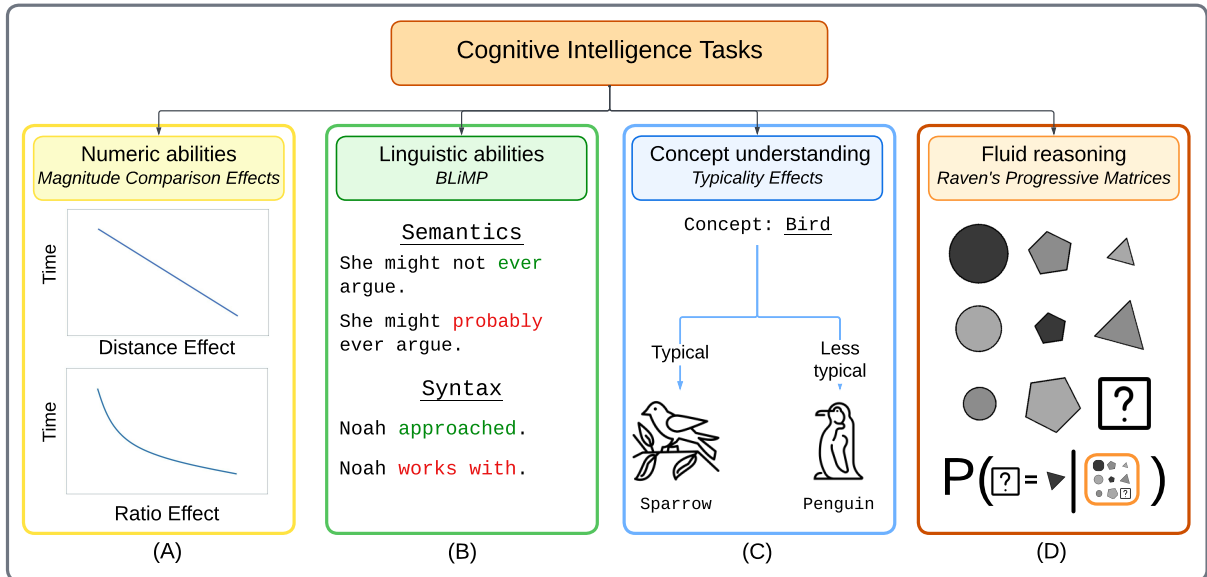 Cognitive Intelligence Tasks
Numeric abilities
Magnitude Comparison Effects
Time
Distance Effect
Time
Ratio Effect
(A)
Linguistic abilities
BLiMP
Semantics
She might not ever
argue.
She might probably
ever argue.
Syntax
Noah approached.
Noah works with.
(B)
Concept understanding
Typicality Effects
Concept: Bird
Typical
Less
typical
Sparrow
Penguin
(C)
Fluid reasoning
Raven's Progressive Matrices
?
P(? = | ? )
(D)